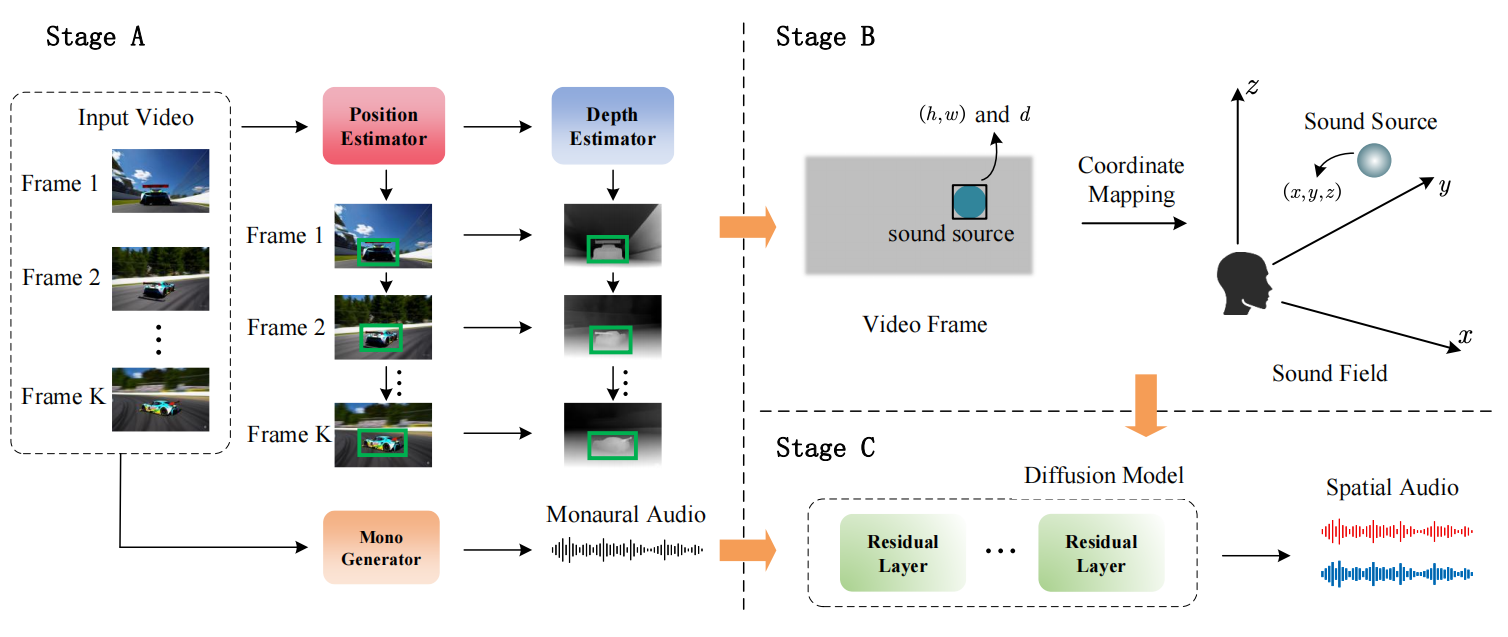 Stage A
Input Video
Frame 1
Frame 2
Frame K
Position
Estimator
Depth
Estimator
Frame 1
Frame 2
Frame K
Mono
Generator
Monaural Audio
Stage B
(h,w) and d
sound source
Video Frame
Coordinate
Mapping
z
Sound Source
(x,y,z)
y
x
Sound Field
Stage C
Diffusion Model
Residual
Layer
Residual
Layer
Spatial Audio